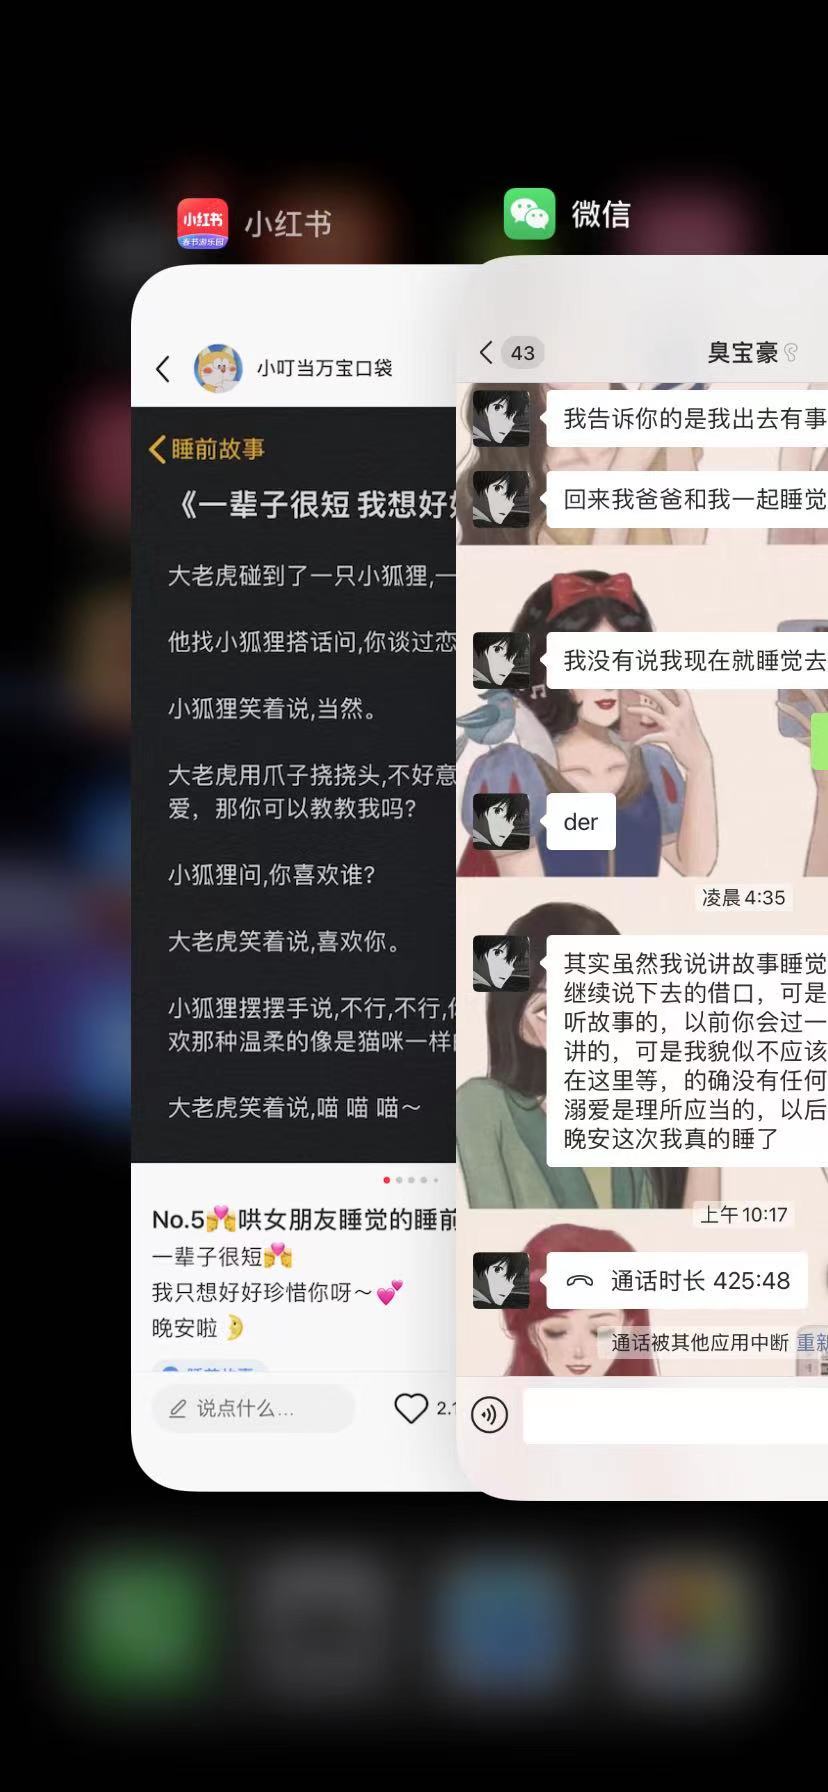 小红书
小红书
春节游乐园
微信
小叮当万宝口袋
睡前故事
《一辈子很短 我想好好
大老虎碰到了一只小狐狸,一
他找小狐狸搭话问,你谈过恋
小狐狸笑着说,当然。
大老虎用爪子挠挠头,不好意
爱，那你可以教教我吗?
小狐狸问,你喜欢谁?
大老虎笑着说,喜欢你。
小狐狸摆摆手说,不行,不行,
欢那种温柔的像是猫咪一样
大老虎笑着说,喵 喵 喵～
No.5💏哄女朋友睡觉的睡前
一辈子很短💏
我只想好好珍惜你呀～💕
晚安啦🌛
说点什么...
2.1
43
臭宝豪
我告诉你的是我出去有事
回来我爸爸和我一起睡觉
我没有说我现在就睡觉去
der
凌晨 4:35
其实虽然我说讲故事睡觉
继续说下去的借口，可是
听故事的，以前你会过一
讲的，可是我貌似不应该
在这里等，的确没有任何
溺爱是理所应当的，以后
晚安这次我真的睡了
上午 10:17
通话时长 425:48
通话被其他应用中断 重新